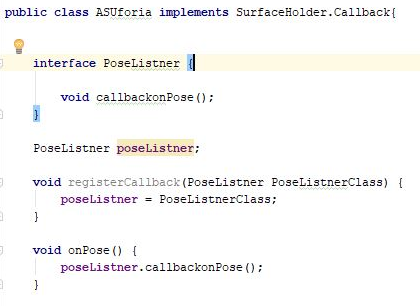 public class ASUforia implements SurfaceHolder.Callback{
interface PoseListner {
void callbackonPose();
}
PoseListner poseListner;
void registerCallback(PoseListner PoseListnerClass) {
poseListner = PoseListnerClass;
}
void onPose() {
poseListner.callbackonPose();
}